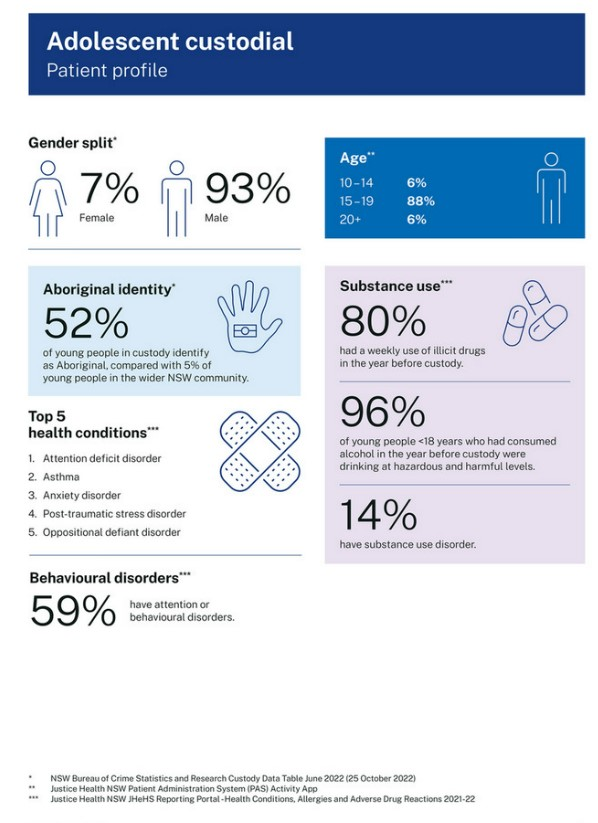 Adolescent custodial
Patient profile
Gender split*
7%
Female
93%
Male
Age**
10–14 6%
15–19 88%
20+ 6%
Aboriginal identity*
52%
of young people in custody identify
as Aboriginal, compared with 5% of
young people in the wider NSW community.
Substance use***
80%
had a weekly use of illicit drugs
in the year before custody.
96%
of young people <18 years who had consumed
alcohol in the year before custody were
drinking at hazardous and harmful levels.
14%
have substance use disorder.
Top 5
health conditions***
1. Attention deficit disorder
2. Asthma
3. Anxiety disorder
4. Post-traumatic stress disorder
5. Oppositional defiant disorder
Behavioural disorders***
59%
have attention or
behavioural disorders.
* NSW Bureau of Crime Statistics and Research Custody Data Table June 2022 (25 October 2022)
** Justice Health NSW Patient Administration System (PAS) Activity App
*** Justice Health NSW JHeHS Reporting Portal - Health Conditions, Allergies and Adverse Drug Reactions 2021-22